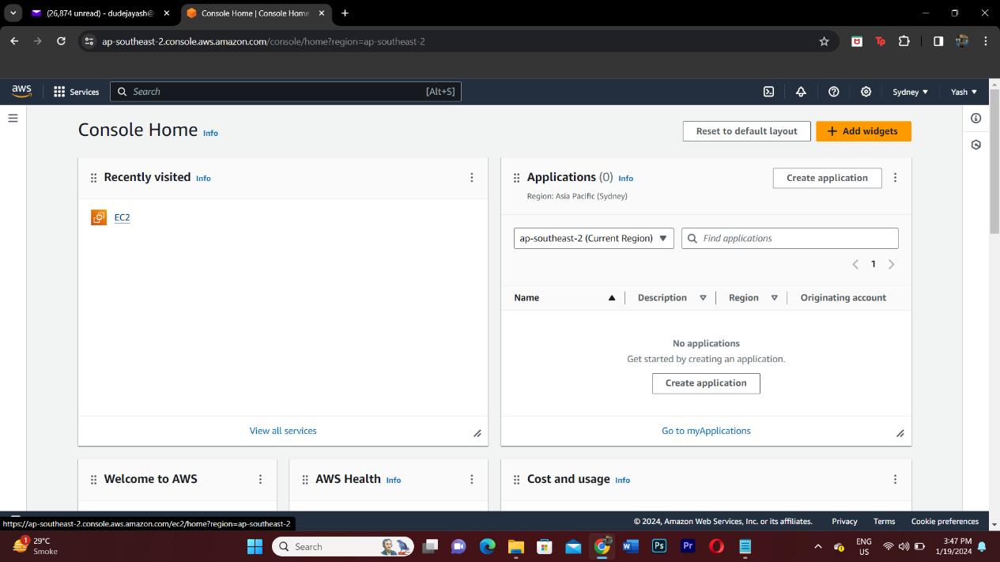 (26,874 unread) - dudejayash@
Console Home | Console Home
ap-southeast-2.console.aws.amazon.com/console/home?region=ap-southeast-2
Tp
aws
Services
Search
[Alt+S]
Sydney
Yash
Console Home Info
Reset to default layout
Add widgets
Recently visited Info
EC2
View all services
Applications (0) Info
Region: Asia Pacific (Sydney)
Create application
ap-southeast-2 (Current Region)
Find applications
1
Name Description Region Originating account
No applications
Get started by creating an application.
Create application
Go to myApplications
Welcome to AWS
AWS Health Info
Cost and usage Info
https://ap-southeast-2.console.aws.amazon.com/ec2/home?region=ap-southeast-2
© 2024, Amazon Web Services, Inc. or its affiliates.
Privacy
Terms
Cookie preferences
1
29°C
Smoke
Search
W
Ps
Pr
ENG
US
3:47 PM
1/19/2024